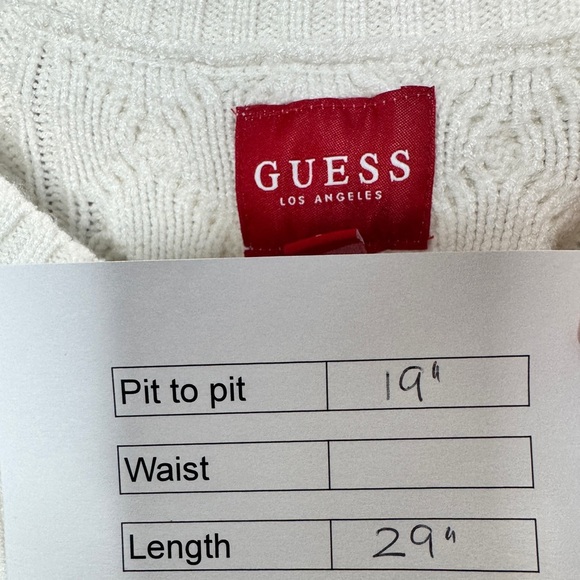 GUESS
LOS ANGELES
Pit to pit 19"
Waist
Length 29"